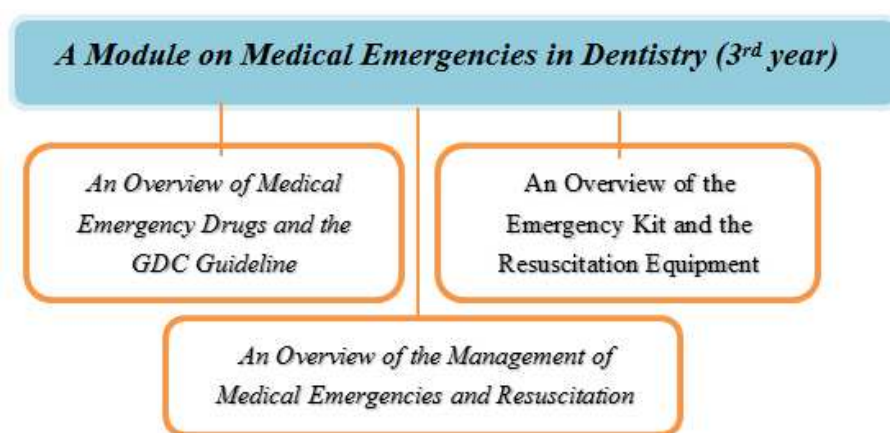 A Module on Medical Emergencies in Dentistry (3rd year)
An Overview of Medical
Emergency Drugs and the
GDC Guideline
An Overview of the
Emergency Kit and the
Resuscitation Equipment
An Overview of the Management of
Medical Emergencies and Resuscitation